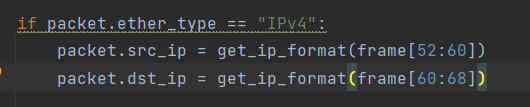 if packet.ether_type == "IPv4":
    packet.src_ip = get_ip_format(frame[52:60])
    packet.dst_ip = get_ip_format(frame[60:68])